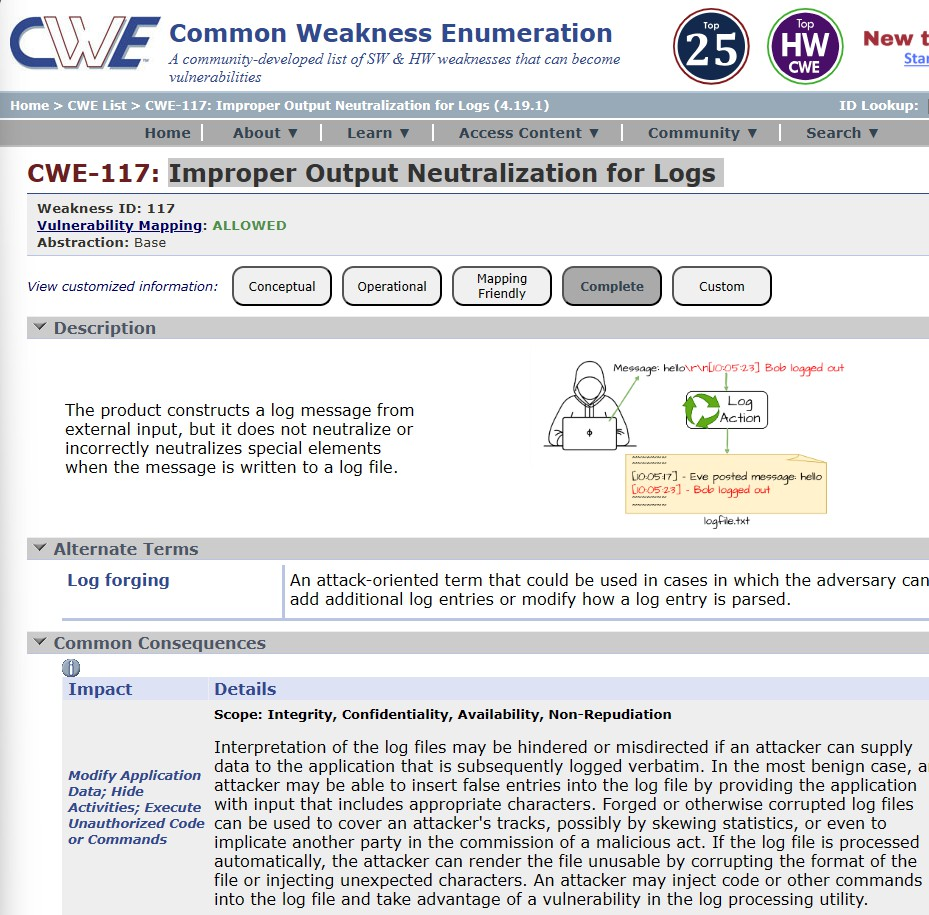 CWE™ Common Weakness Enumeration
A community-developed list of SW & HW weaknesses that can become
vulnerabilities
Top
25
Top
HW
CWE
New t
Star
Home > CWE List > CWE-117: Improper Output Neutralization for Logs (4.19.1)
ID Lookup:
Home | About ▼ | Learn ▼ | Access Content ▼ | Community ▼ | Search ▼
CWE-117: Improper Output Neutralization for Logs
Weakness ID: 117
Vulnerability Mapping: ALLOWED
Abstraction: Base
View customized information:
Conceptual
Operational
Mapping
Friendly
Complete
Custom
Description
The product constructs a log message from
external input, but it does not neutralize or
incorrectly neutralizes special elements
when the message is written to a log file.
Message: hello\r\n[10:05:23] Bob logged out
Log
Action
[10:05:17] - Eve posted message: hello
[10:05:23] - Bob logged out
logfile.txt
Alternate Terms
Log forging
An attack-oriented term that could be used in cases in which the adversary can
add additional log entries or modify how a log entry is parsed.
Common Consequences
Impact
Details
Modify Application
Data; Hide
Activities; Execute
Unauthorized Code
or Commands
Scope: Integrity, Confidentiality, Availability, Non-Repudiation
Interpretation of the log files may be hindered or misdirected if an attacker can supply
data to the application that is subsequently logged verbatim. In the most benign case, a
attacker may be able to insert false entries into the log file by providing the application
with input that includes appropriate characters. Forged or otherwise corrupted log files
can be used to cover an attacker's tracks, possibly by skewing statistics, or even to
implicate another party in the commission of a malicious act. If the log file is processed
automatically, the attacker can render the file unusable by corrupting the format of the
file or injecting unexpected characters. An attacker may inject code or other commands
into the log file and take advantage of a vulnerability in the log processing utility.